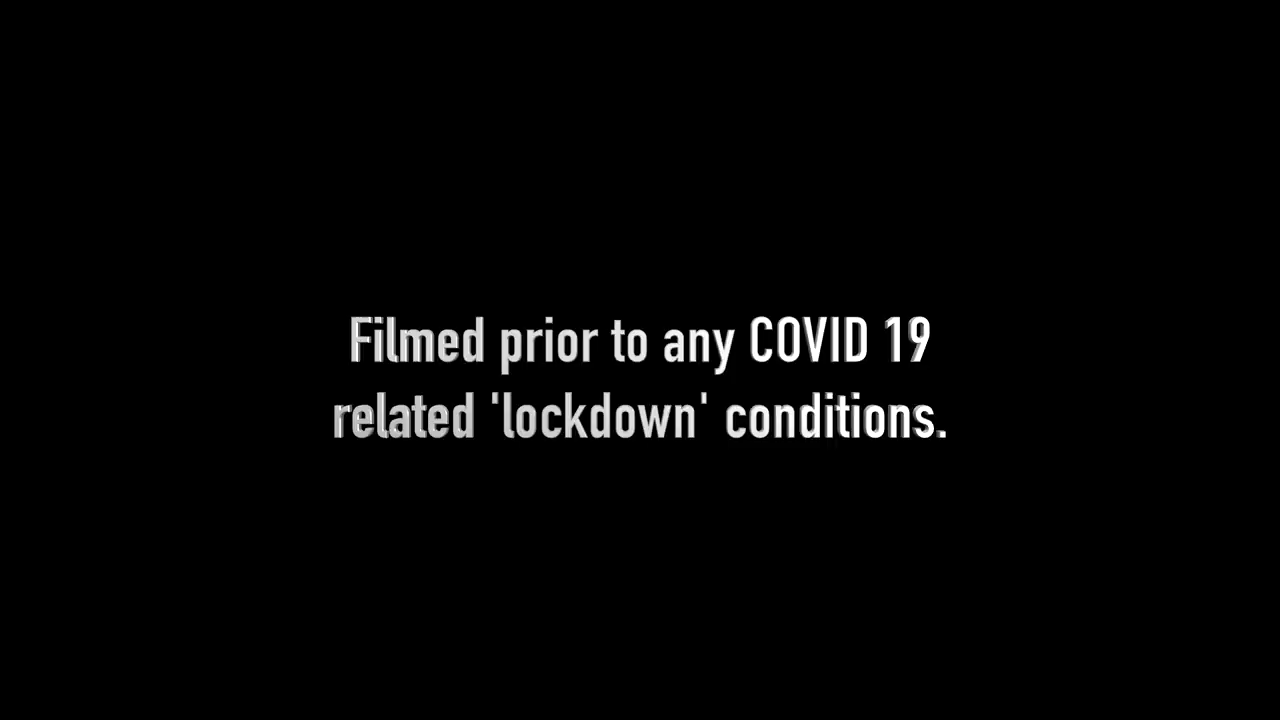 Filmed prior to any COVID 19
related 'lockdown' conditions.